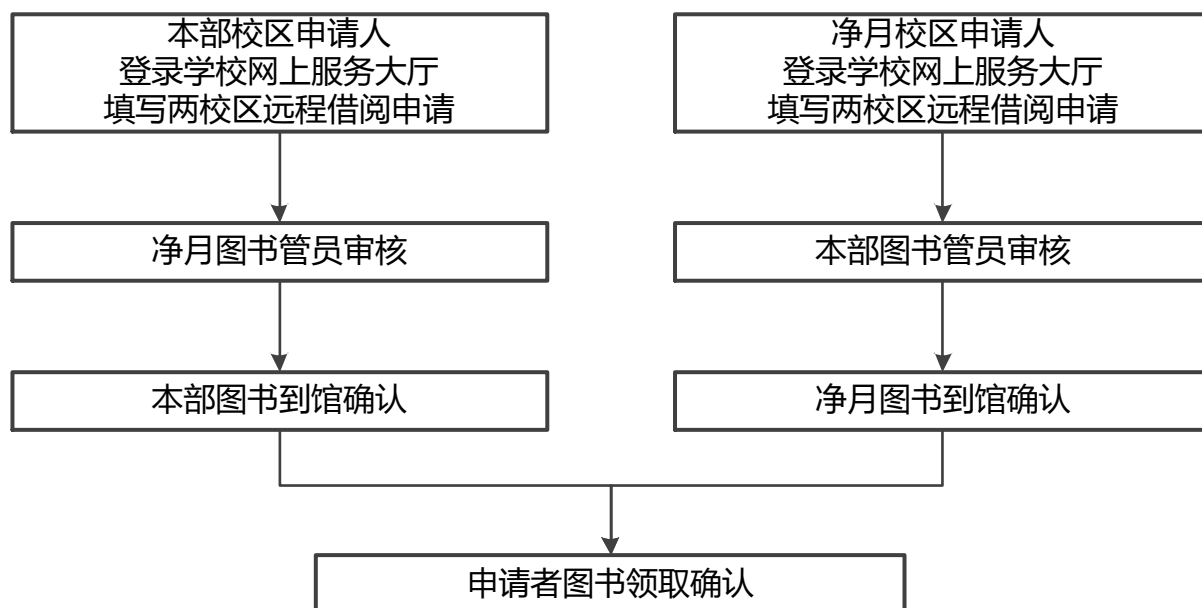 本部校区申请人
登录学校网上服务大厅
填写两校区远程借阅申请
净月校区申请人
登录学校网上服务大厅
填写两校区远程借阅申请
净月图书管员审核
本部图书管员审核
本部图书到馆确认
净月图书到馆确认
申请者图书领取确认